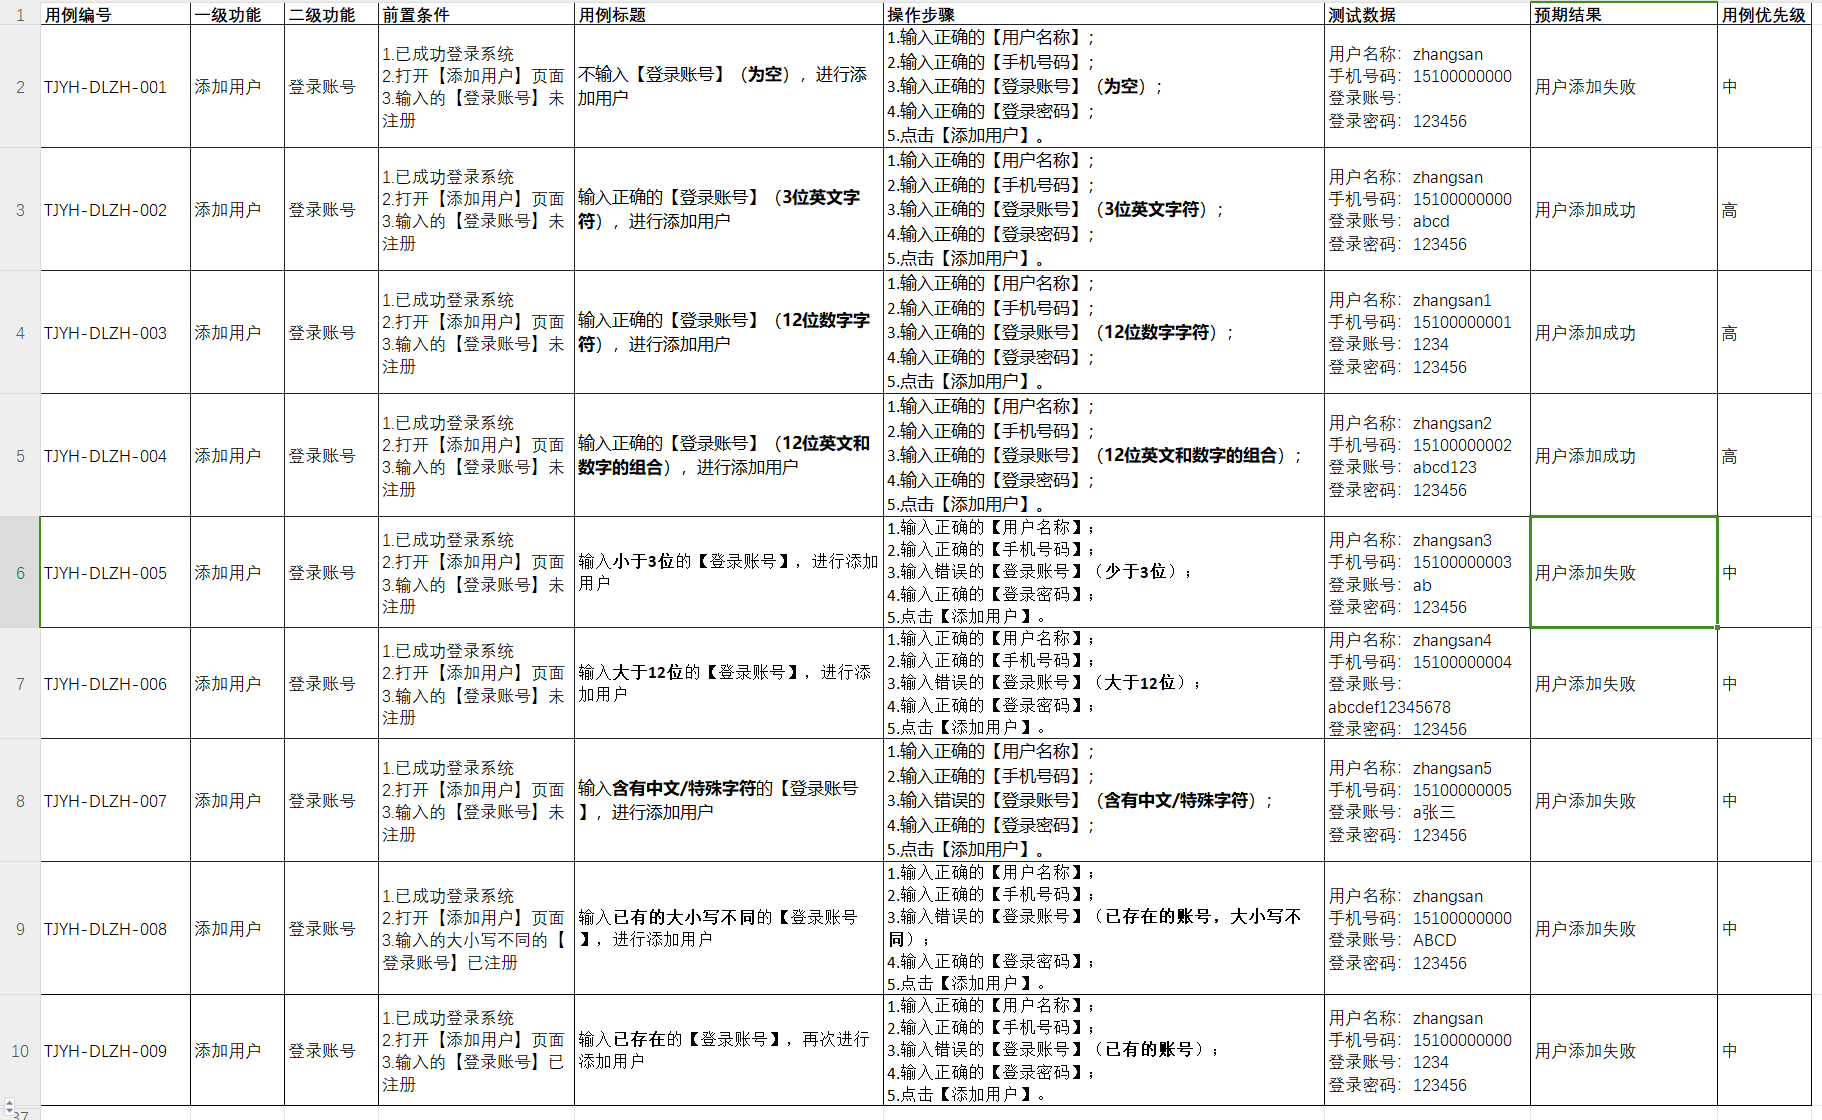 1 用例编号 一级功能 二级功能 前置条件 用例标题 操作步骤 测试数据 预期结果 用例优先级
2 TJYH-DLZH-001 添加用户 登录账号
1.已成功登录系统
2.打开【添加用户】页面
3.输入的【登录账号】未
注册
不输入【登录账号】（为空），进行添
加用户
1.输入正确的【用户名称】；
2.输入正确的【手机号码】；
3.输入正确的【登录账号】（为空）；
4.输入正确的【登录密码】；
5.点击【添加用户】。
用户名称：zhangsan
手机号码：15100000000
登录账号：
登录密码：123456
用户添加失败
中
3 TJYH-DLZH-002 添加用户 登录账号
1.已成功登录系统
2.打开【添加用户】页面
3.输入的【登录账号】未
注册
输入正确的【登录账号】（3位英文字
符），进行添加用户
1.输入正确的【用户名称】；
2.输入正确的【手机号码】；
3.输入正确的【登录账号】（3位英文字符）；
4.输入正确的【登录密码】；
5.点击【添加用户】。
用户名称：zhangsan
手机号码：15100000000
登录账号：abcd
登录密码：123456
用户添加成功
高
4 TJYH-DLZH-003 添加用户 登录账号
1.已成功登录系统
2.打开【添加用户】页面
3.输入的【登录账号】未
注册
输入正确的【登录账号】（12位数字字
符），进行添加用户
1.输入正确的【用户名称】；
2.输入正确的【手机号码】；
3.输入正确的【登录账号】（12位数字字符）；
4.输入正确的【登录密码】；
5.点击【添加用户】。
用户名称：zhangsan1
手机号码：15100000001
登录账号：1234
登录密码：123456
用户添加成功
高
5 TJYH-DLZH-004 添加用户 登录账号
1.已成功登录系统
2.打开【添加用户】页面
3.输入的【登录账号】未
注册
输入正确的【登录账号】（12位英文和
数字的组合），进行添加用户
1.输入正确的【用户名称】；
2.输入正确的【手机号码】；
3.输入正确的【登录账号】（12位英文和数字的组合）；
4.输入正确的【登录密码】；
5.点击【添加用户】。
用户名称：zhangsan2
手机号码：15100000002
登录账号：abcd123
登录密码：123456
用户添加成功
高
6 TJYH-DLZH-005 添加用户 登录账号
1.已成功登录系统
2.打开【添加用户】页面
3.输入的【登录账号】未
注册
输入小于3位的【登录账号】，进行添加
用户
1.输入正确的【用户名称】；
2.输入正确的【手机号码】；
3.输入错误的【登录账号】（少于3位）；
4.输入正确的【登录密码】；
5.点击【添加用户】。
用户名称：zhangsan3
手机号码：15100000003
登录账号：ab
登录密码：123456
用户添加失败
中
7 TJYH-DLZH-006 添加用户 登录账号
1.已成功登录系统
2.打开【添加用户】页面
3.输入的【登录账号】未
注册
输入大于12位的【登录账号】，进行添
加用户
1.输入正确的【用户名称】；
2.输入正确的【手机号码】；
3.输入错误的【登录账号】（大于12位）；
4.输入正确的【登录密码】；
5.点击【添加用户】。
用户名称：zhangsan4
手机号码：15100000004
登录账号：
abcdef12345678
登录密码：123456
用户添加失败
中
8 TJYH-DLZH-007 添加用户 登录账号
1.已成功登录系统
2.打开【添加用户】页面
3.输入的【登录账号】未
注册
输入含有中文/特殊字符的【登录账号
】，进行添加用户
1.输入正确的【用户名称】；
2.输入正确的【手机号码】；
3.输入错误的【登录账号】（含有中文/特殊字符）；
4.输入正确的【登录密码】；
5.点击【添加用户】。
用户名称：zhangsan5
手机号码：15100000005
登录账号：a张三
登录密码：123456
用户添加失败
中
9 TJYH-DLZH-008 添加用户 登录账号
1.已成功登录系统
2.打开【添加用户】页面
3.输入的大小写不同的【
登录账号】已注册
输入已有的大小写不同的【登录账号
】，进行添加用户
1.输入正确的【用户名称】；
2.输入正确的【手机号码】；
3.输入错误的【登录账号】（已存在的账号，大小写不
同）；
4.输入正确的【登录密码】；
5.点击【添加用户】。
用户名称：zhangsan
手机号码：15100000000
登录账号：ABCD
登录密码：123456
用户添加失败
中
10 TJYH-DLZH-009 添加用户 登录账号
1.已成功登录系统
2.打开【添加用户】页面
3.输入的【登录账号】已
注册
输入已存在的【登录账号】，再次进行
添加用户
1.输入正确的【用户名称】；
2.输入正确的【手机号码】；
3.输入错误的【登录账号】（已有的账号）；
4.输入正确的【登录密码】；
5.点击【添加用户】。
用户名称：zhangsan
手机号码：15100000000
登录账号：1234
登录密码：123456
用户添加失败
中
37